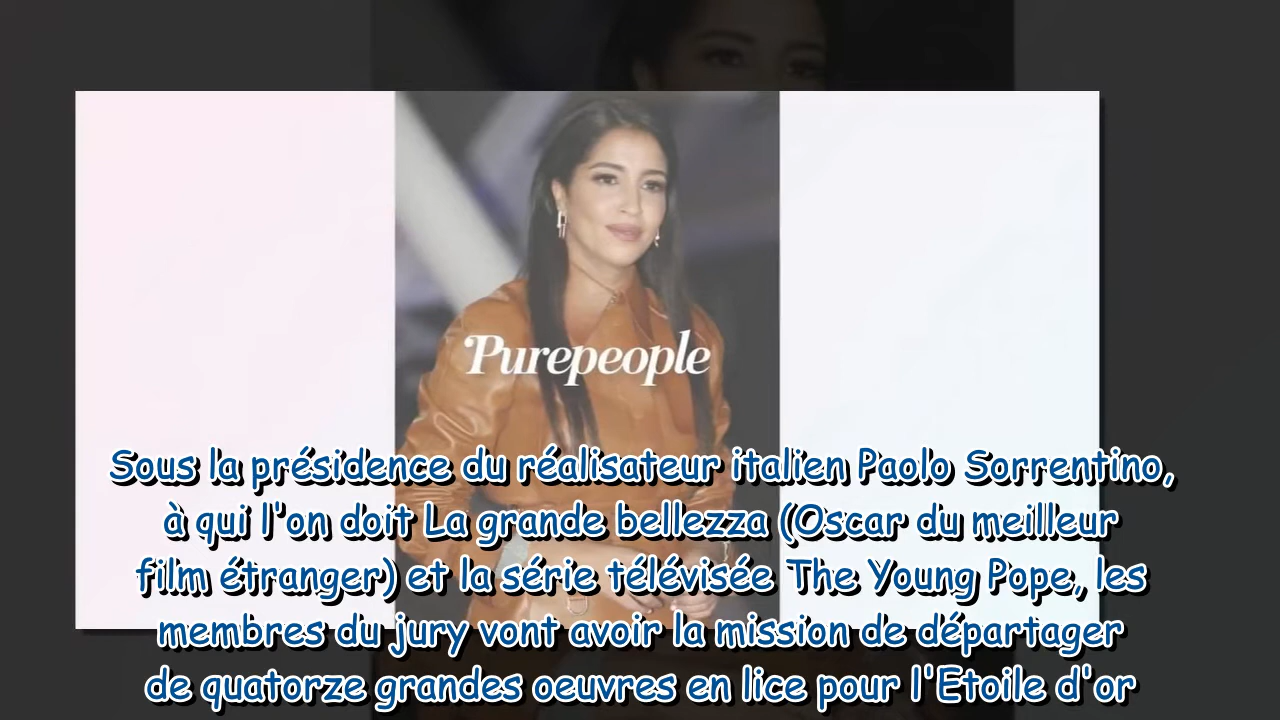 Purepeople
Sous la présidence du réalisateur italien Paolo Sorrentino,
à qui l'on doit La grande bellezza (Oscar du meilleur
film étranger) et la série télévisée The Young Pope, les
membres du jury vont avoir la mission de départager
de quatorze grandes oeuvres en lice pour l'Etoile d'or